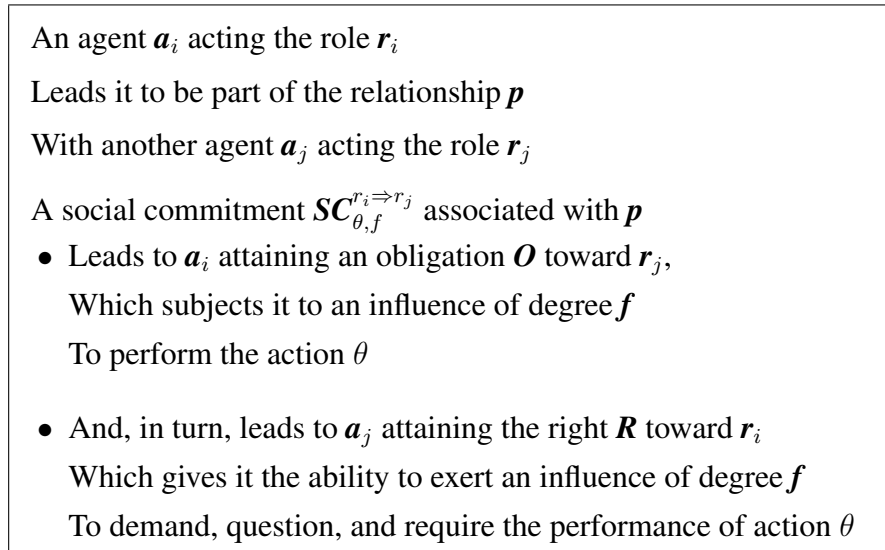 An agent a_i acting the role r_i
Leads it to be part of the relationship p
With another agent a_j acting the role r_j
A social commitment SC_{θ,f}^{r_i⇒r_j} associated with p
• Leads to a_i attaining an obligation O toward r_j,
Which subjects it to an influence of degree f
To perform the action θ
• And, in turn, leads to a_j attaining the right R toward r_i
Which gives it the ability to exert an influence of degree f
To demand, question, and require the performance of action θ